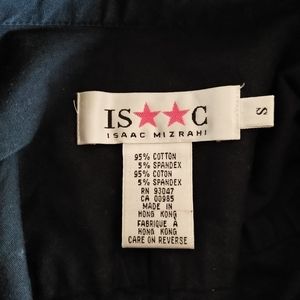 IS★★C
ISAAC MIZRAHI
S
95% COTTON
5% SPANDEX
95% COTON
5% SPANDEX
RN 93047
CA 00985
MADE IN
HONG KONG
FABRIQUE À
HONG KONG
CARE ON REVERSE